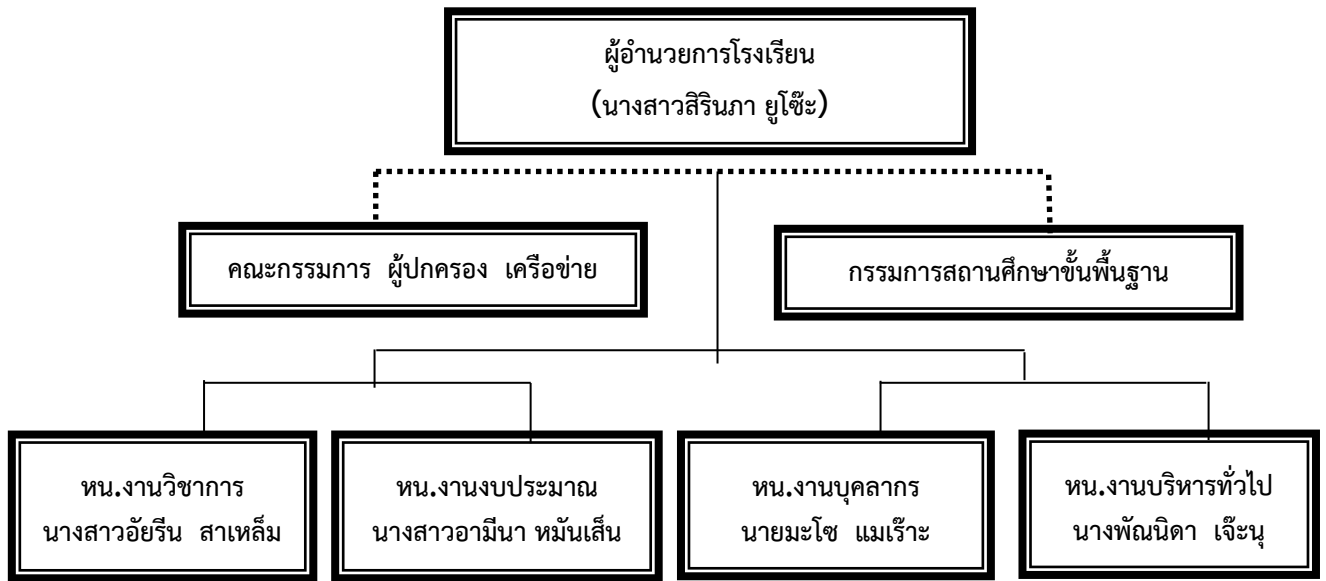 ผู้อำนวยการโรงเรียน
(นางสาวสิรินภา ยูโซ๊ะ)
คณะกรรมการ ผู้ปกครอง เครือข่าย
กรรมการสถานศึกษาขั้นพื้นฐาน
หน.งานวิชาการ
นางสาวอัยรีน สาเหล็ม
หน.งานงบประมาณ
นางสาวอามีนา หมันเส็น
หน.งานบุคลากร
นายมะโซ แมเร๊าะ
หน.งานบริหารทั่วไป
นางพัณนิดา เจ๊ะนุ